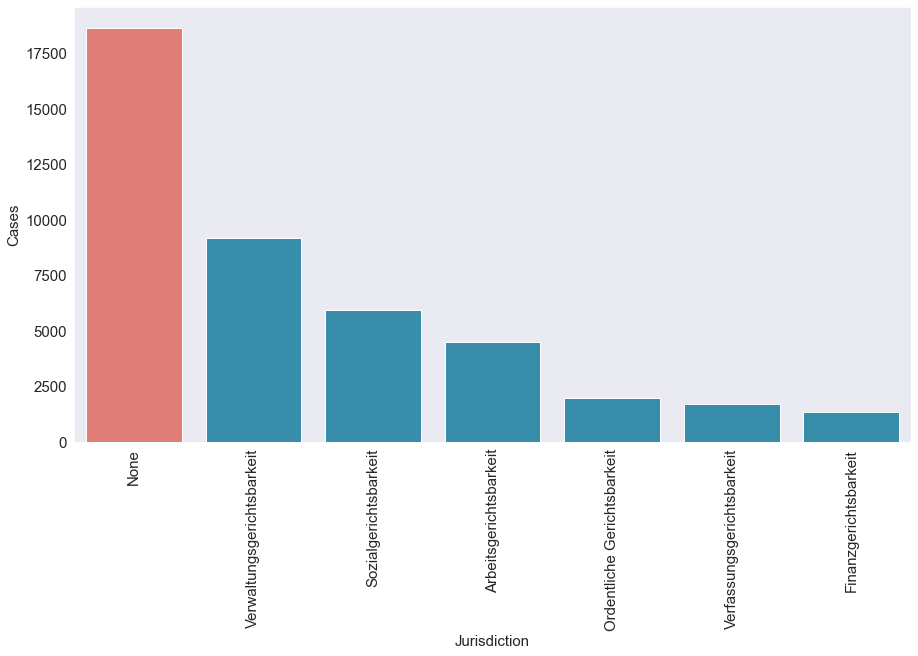 17500
15000
12500
10000
7500
5000
2500
0
Cases
None
Verwaltungsgerichtsbarkeit
Sozialgerichtsbarkeit
Arbeitsgerichtsbarkeit
Ordentliche Gerichtsbarkeit
Verfassungsgerichtsbarkeit
Finanzgerichtsbarkeit
Jurisdiction